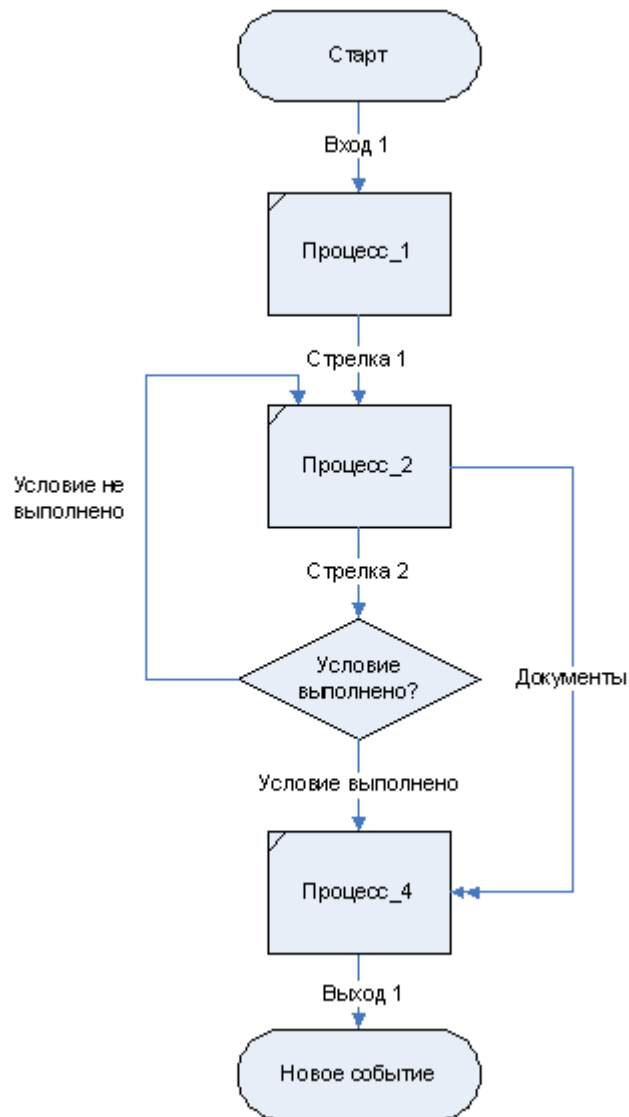 Старт
Вход 1
Процесс_1
Стрелка 1
Процесс_2
Условие не
выполнено
Стрелка 2
Условие
выполнено?
Документы
Условие выполнено
Процесс_4
Выход 1
Новое событие